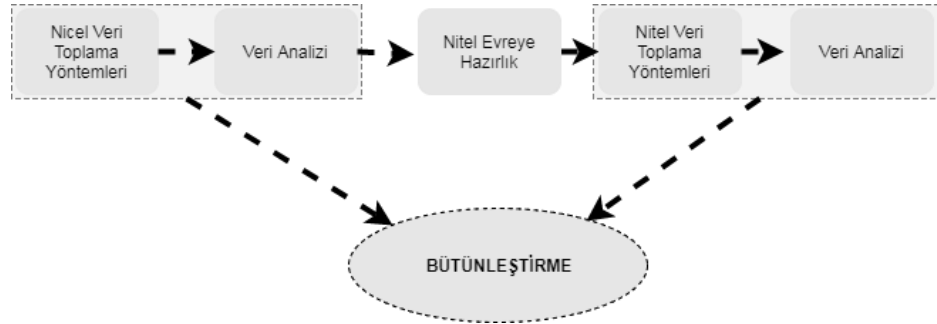 Nicel Veri
Toplama
Yöntemleri
Veri Analizi
Nitel Evreye
Hazırlık
Nitel Veri
Toplama
Yöntemleri
Veri Analizi
BÜTÜNLEŞTİRME